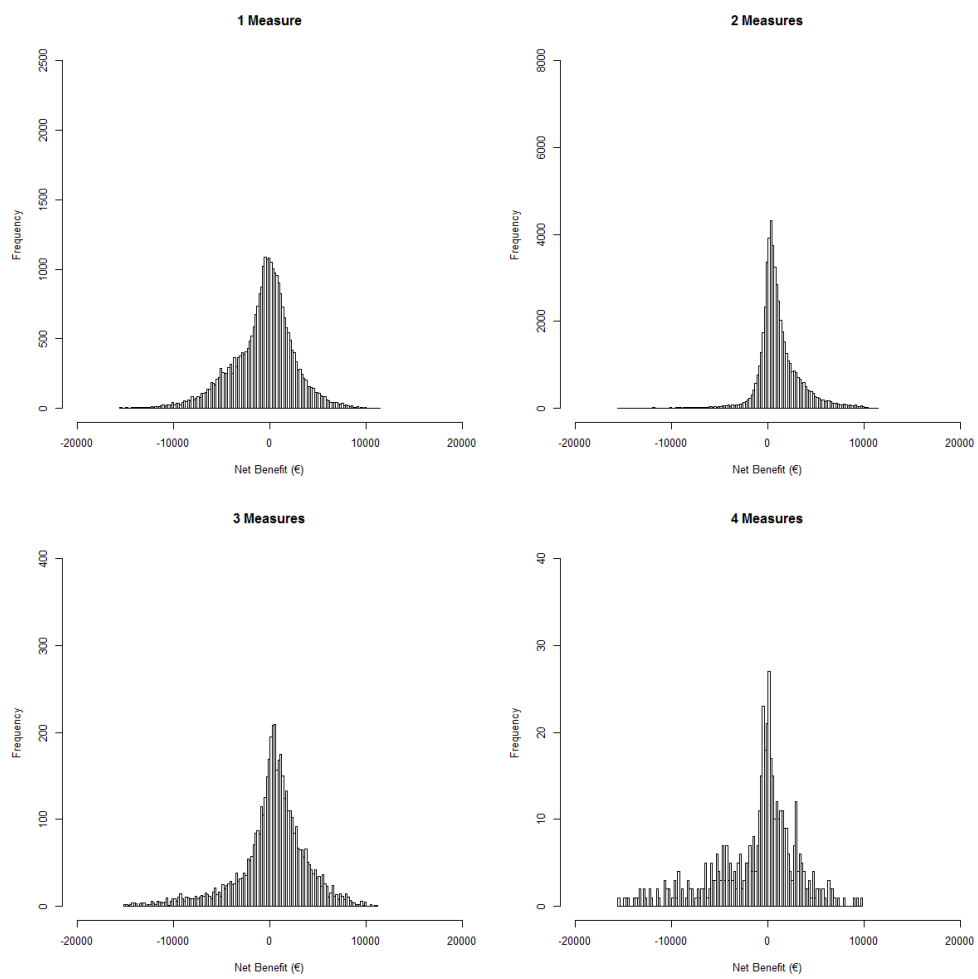 1 Measure
2500
2000
1500
1000
500
0
Frequency
-20000 -10000 0 10000 20000
Net Benefit (€)
2 Measures
8000
6000
4000
2000
0
Frequency
-20000 -10000 0 10000 20000
Net Benefit (€)
3 Measures
400
300
200
100
0
Frequency
-20000 -10000 0 10000 20000
Net Benefit (€)
4 Measures
40
30
20
10
0
Frequency
-20000 -10000 0 10000 20000
Net Benefit (€)